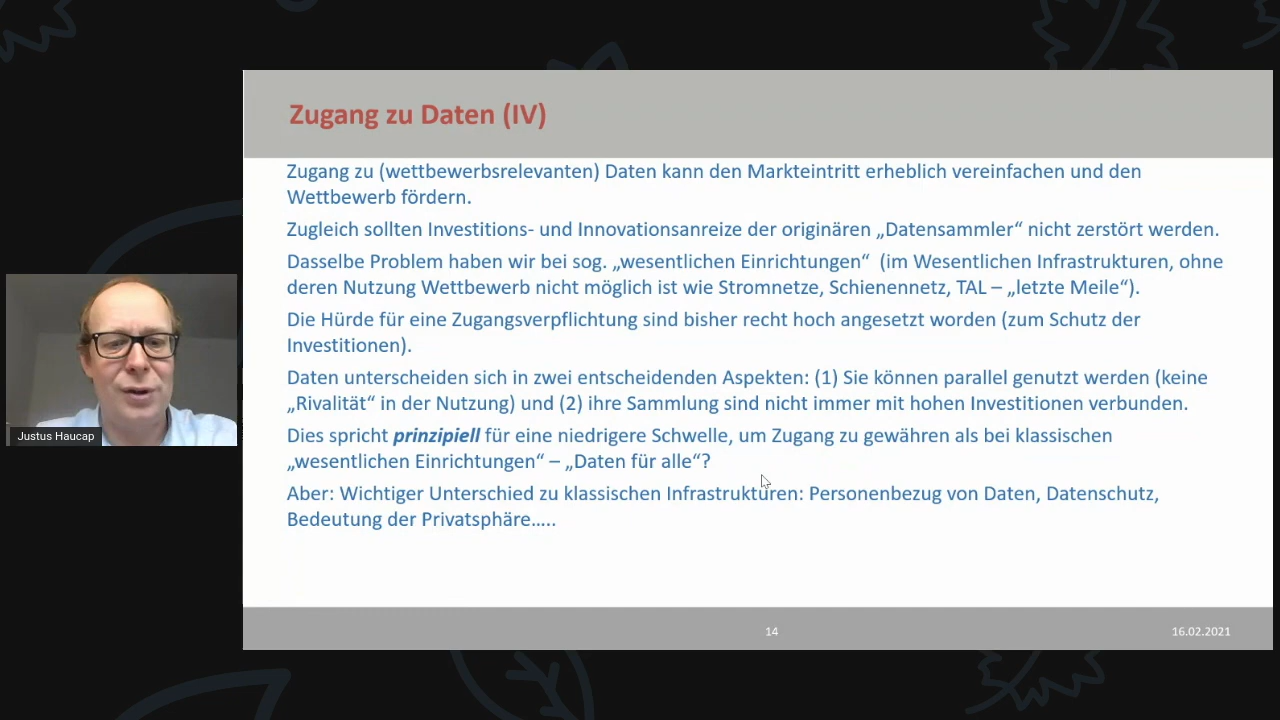 Zugang zu Daten (IV)
Zugang zu (wettbewerbsrelevanten) Daten kann den Markteintritt erheblich vereinfachen und den
Wettbewerb fördern.
Zugleich sollten Investitions- und Innovationsanreize der originären „Datensammler“ nicht zerstört werden.
Dasselbe Problem haben wir bei sog. „wesentlichen Einrichtungen“ (im Wesentlichen Infrastrukturen, ohne
deren Nutzung Wettbewerb nicht möglich ist wie Stromnetze, Schienennetz, TAL – „letzte Meile“).
Die Hürde für eine Zugangsverpflichtung sind bisher recht hoch angesetzt worden (zum Schutz der
Investitionen).
Daten unterscheiden sich in zwei entscheidenden Aspekten: (1) Sie können parallel genutzt werden (keine
„Rivalität“ in der Nutzung) und (2) ihre Sammlung sind nicht immer mit hohen Investitionen verbunden.
Dies spricht prinzipiell für eine niedrigere Schwelle, um Zugang zu gewähren als bei klassischen
„wesentlichen Einrichtungen“ – „Daten für alle“?
Aber: Wichtiger Unterschied zu klassischen Infrastrukturen: Personenbezug von Daten, Datenschutz,
Bedeutung der Privatsphäre…..
Justus Haucap
14
16.02.2021